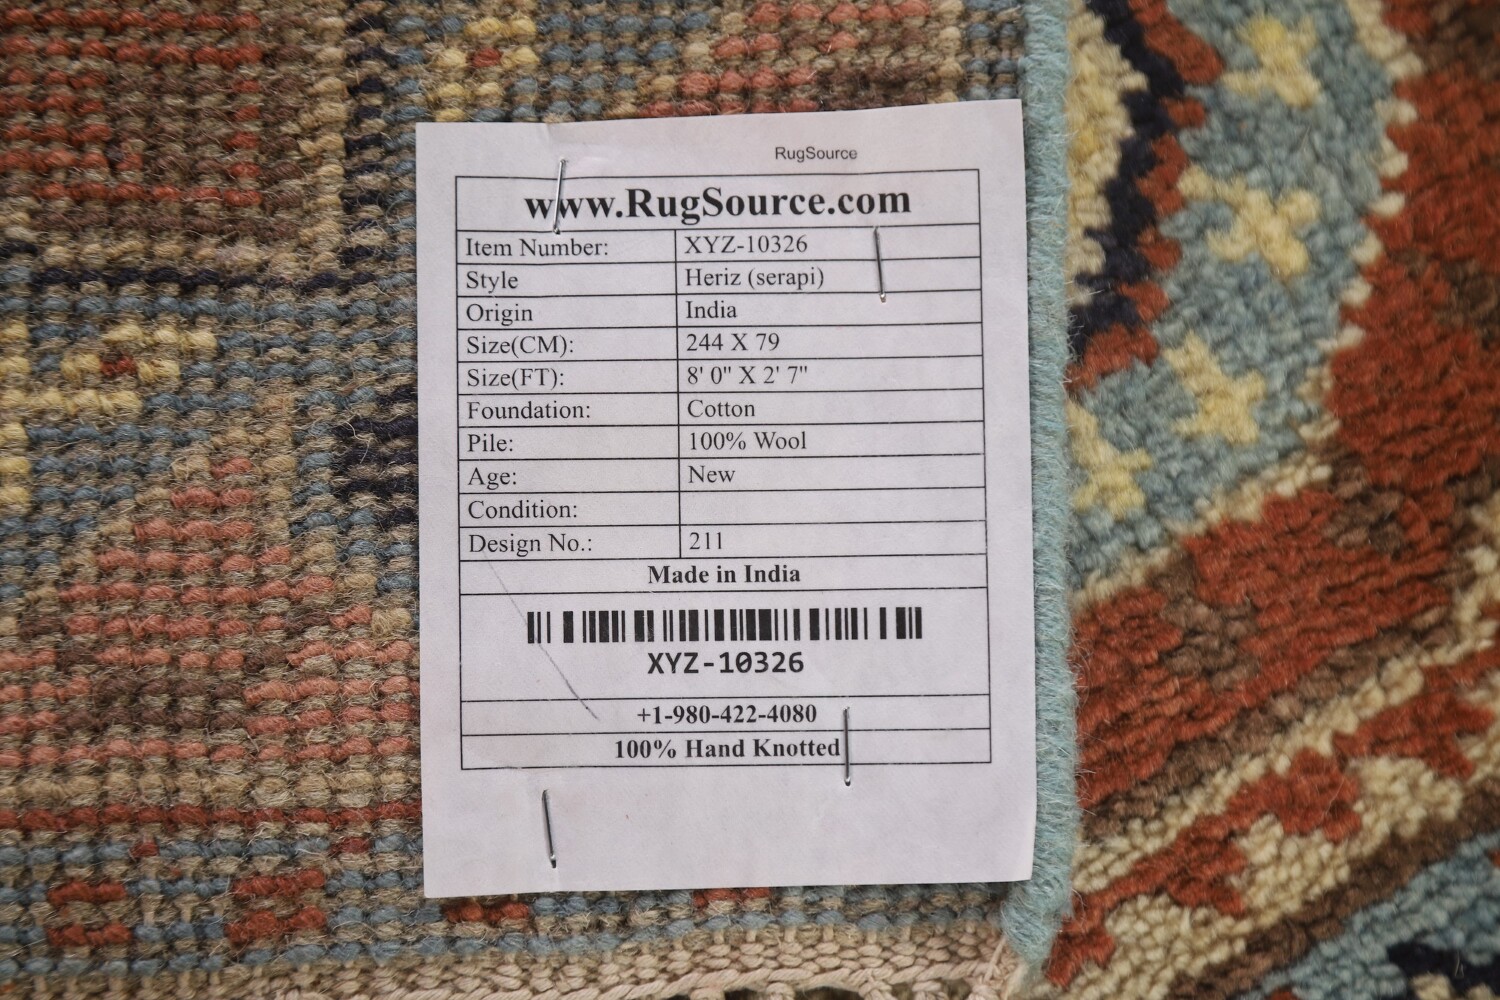 RugSource
www.RugSource.com
Item Number: XYZ-10326
Style Heriz (serapi)
Origin India
Size(CM): 244 X 79
Size(FT): 8' 0" X 2' 7"
Foundation: Cotton
Pile: 100% Wool
Age: New
Condition:
Design No.: 211
Made in India
XYZ-10326
+1-980-422-4080
100% Hand Knotted